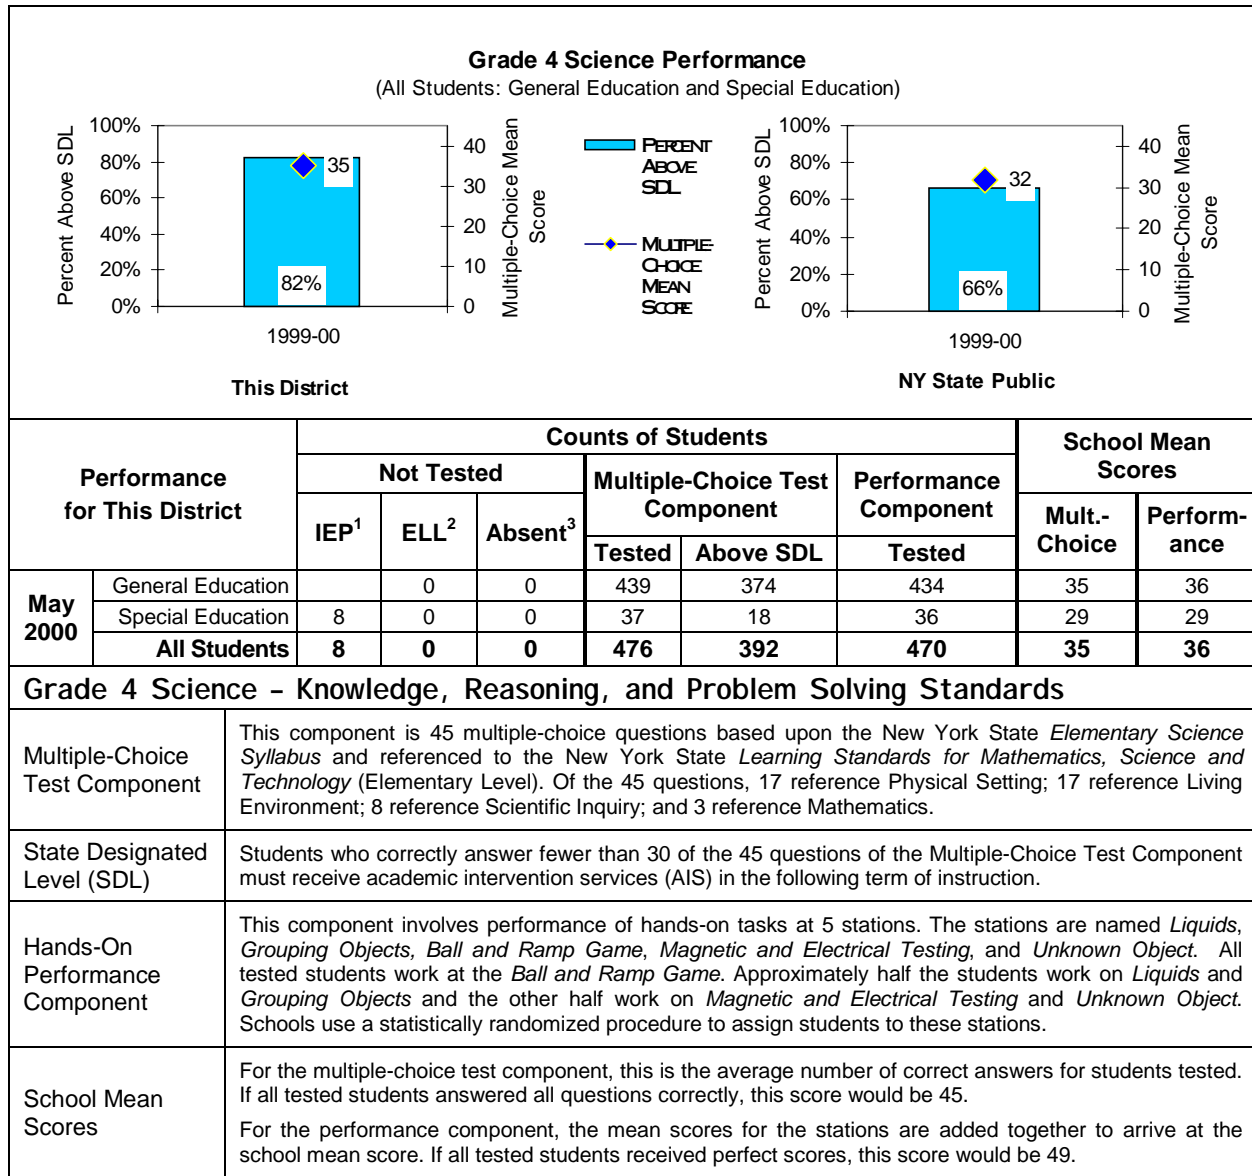 Grade 4 Science Performance
(All Students: General Education and Special Education)
Percent Above SDL
100%
80%
60%
40%
20%
0%
35
82%
40
30
20
10
0
Multiple-Choice Mean
Score
1999-00
This District
PERCENT
ABOVE
SDL
MULTIPLE-
CHOICE
MEAN
SCORE
Percent Above SDL
100%
80%
60%
40%
20%
0%
32
66%
40
30
20
10
0
Multiple-Choice Mean
Score
1999-00
NY State Public
Performance
for This District
Counts of Students
School Mean
Scores
Not Tested
Multiple-Choice Test
Component
Performance
Component
IEP1
ELL2
Absent3
Tested
Above SDL
Tested
Mult.-
Choice
Perform-
ance
May
2000
General Education 0 0 439 374 434 35 36
Special Education 8 0 0 37 18 36 29 29
All Students 8 0 0 476 392 470 35 36
Grade 4 Science – Knowledge, Reasoning, and Problem Solving Standards
Multiple-Choice
Test Component
This component is 45 multiple-choice questions based upon the New York State Elementary Science
Syllabus and referenced to the New York State Learning Standards for Mathematics, Science and
Technology (Elementary Level). Of the 45 questions, 17 reference Physical Setting; 17 reference Living
Environment; 8 reference Scientific Inquiry; and 3 reference Mathematics.
State Designated
Level (SDL)
Students who correctly answer fewer than 30 of the 45 questions of the Multiple-Choice Test Component
must receive academic intervention services (AIS) in the following term of instruction.
Hands-On
Performance
Component
This component involves performance of hands-on tasks at 5 stations. The stations are named Liquids,
Grouping Objects, Ball and Ramp Game, Magnetic and Electrical Testing, and Unknown Object. All
tested students work at the Ball and Ramp Game. Approximately half the students work on Liquids and
Grouping Objects and the other half work on Magnetic and Electrical Testing and Unknown Object.
Schools use a statistically randomized procedure to assign students to these stations.
School Mean
Scores
For the multiple-choice test component, this is the average number of correct answers for students tested.
If all tested students answered all questions correctly, this score would be 45.
For the performance component, the mean scores for the stations are added together to arrive at the
school mean score. If all tested students received perfect scores, this score would be 49.